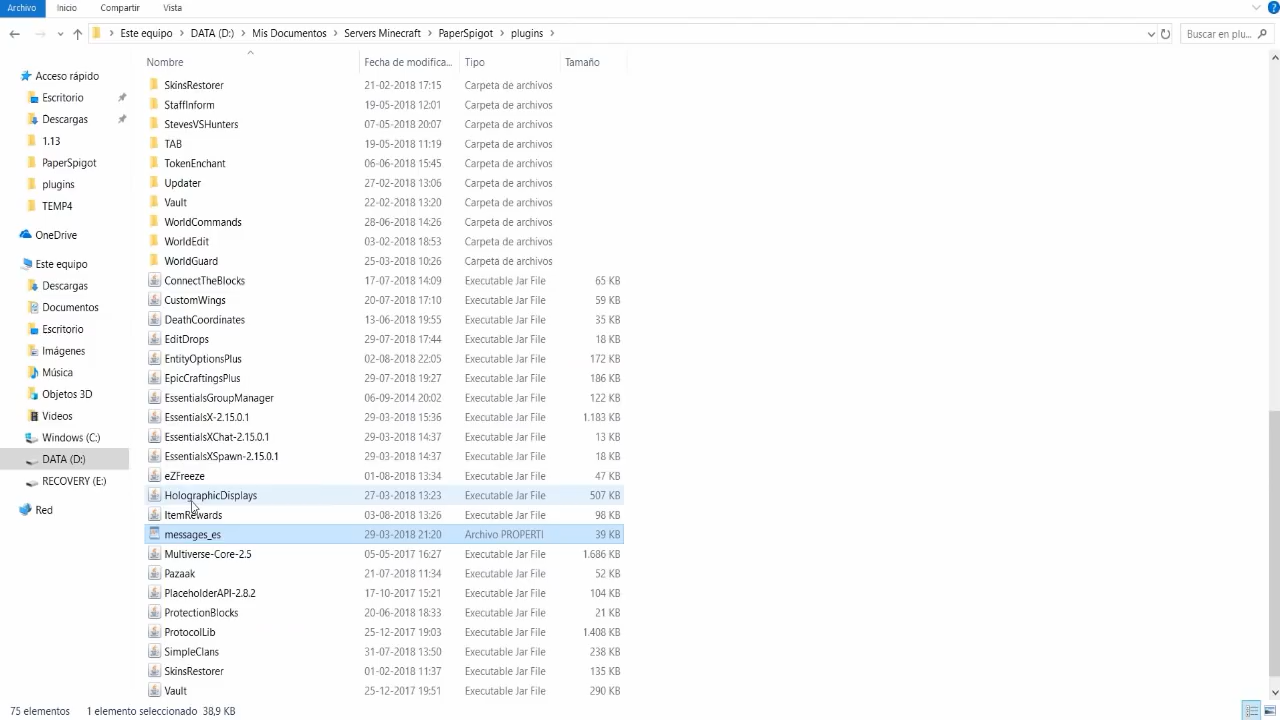 Archivo Inicio Compartir Vista
Este equipo DATA (D:) Mis Documentos Servers Minecraft PaperSpigot plugins Buscar en plu...
Nombre Fecha de modifica... Tipo Tamaño
Acceso rápido
Escritorio
Descargas
1.13
PaperSpigot
plugins
TEMP4
OneDrive
Este equipo
Descargas
Documentos
Escritorio
Imágenes
Música
Objetos 3D
Videos
Windows (C:)
DATA (D:)
RECOVERY (E:)
Red
SkinsRestorer 21-02-2018 17:15 Carpeta de archivos
StaffInform 19-05-2018 12:01 Carpeta de archivos
StevesVSHunters 07-05-2018 20:07 Carpeta de archivos
TAB 19-05-2018 11:19 Carpeta de archivos
TokenEnchant 06-06-2018 15:45 Carpeta de archivos
Updater 27-02-2018 13:06 Carpeta de archivos
Vault 22-02-2018 13:20 Carpeta de archivos
WorldCommands 28-06-2018 14:26 Carpeta de archivos
WorldEdit 03-02-2018 18:53 Carpeta de archivos
WorldGuard 25-03-2018 10:26 Carpeta de archivos
ConnectTheBlocks 17-07-2018 14:09 Executable Jar File 65 KB
CustomWings 20-07-2018 17:10 Executable Jar File 59 KB
DeathCoordinates 13-06-2018 19:55 Executable Jar File 35 KB
EditDrops 29-07-2018 17:44 Executable Jar File 18 KB
EntityOptionsPlus 02-08-2018 22:05 Executable Jar File 172 KB
EpicCraftingsPlus 29-07-2018 19:27 Executable Jar File 186 KB
EssentialsGroupManager 06-09-2014 20:02 Executable Jar File 122 KB
EssentialsX-2.15.0.1 29-03-2018 15:36 Executable Jar File 1.183 KB
EssentialsXChat-2.15.0.1 29-03-2018 14:37 Executable Jar File 13 KB
EssentialsXSpawn-2.15.0.1 29-03-2018 14:37 Executable Jar File 18 KB
eZFreeze 01-08-2018 13:34 Executable Jar File 47 KB
HolographicDisplays 27-03-2018 13:23 Executable Jar File 507 KB
ItemRewards 03-08-2018 13:26 Executable Jar File 98 KB
messages_es 29-03-2018 21:20 Archivo PROPERTI 39 KB
Multiverse-Core-2.5 05-05-2017 16:27 Executable Jar File 1.686 KB
Pazaak 21-07-2018 11:34 Executable Jar File 52 KB
PlaceholderAPI-2.8.2 17-10-2017 15:21 Executable Jar File 104 KB
ProtectionBlocks 20-06-2018 18:33 Executable Jar File 21 KB
ProtocolLib 25-12-2017 19:03 Executable Jar File 1.408 KB
SimpleClans 31-07-2018 13:50 Executable Jar File 238 KB
SkinsRestorer 01-02-2018 11:37 Executable Jar File 135 KB
Vault 25-12-2017 19:51 Executable Jar File 290 KB
75 elementos 1 elemento seleccionado 38,9 KB